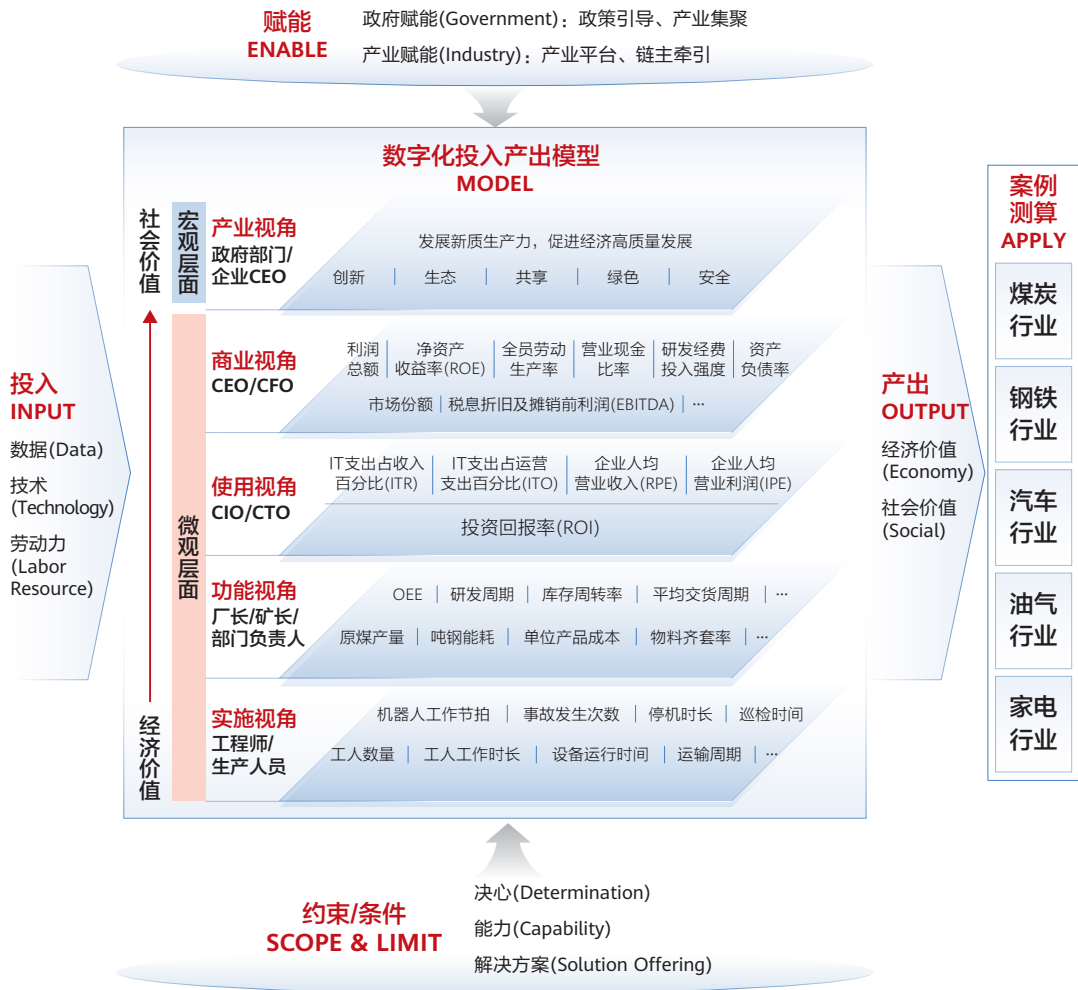 赋能
ENABLE
政府赋能(Government)：政策引导、产业集聚
产业赋能(Industry)：产业平台、链主牵引
数字化投入产出模型
MODEL
社会价值
经济价值
宏观层面
微观层面
产业视角
政府部门/
企业CEO
发展新质生产力，促进经济高质量发展
创新 生态 共享 绿色 安全
商业视角
CEO/CFO
利润 净资产 全员劳动 营业现金 研发经费 资产
总额 收益率(ROE) 生产率 比率 投入强度 负债率
市场份额 税息折旧及摊销前利润(EBITDA) ...
使用视角
CIO/CTO
IT支出占收入 IT支出占运营 企业人均 企业人均
百分比(ITR) 支出百分比(ITO) 营业收入(RPE) 营业利润(IPE)
投资回报率(ROI)
功能视角
厂长/矿长/
部门负责人
OEE 研发周期 库存周转率 平均交货周期 ...
原煤产量 吨钢能耗 单位产品成本 物料齐套率 ...
实施视角
工程师/
生产人员
机器人工作节拍 事故发生次数 停机时长 巡检时间
工人数量 工人工作时长 设备运行时间 运输周期 ...
投入
INPUT
数据(Data)
技术
(Technology)
劳动力
(Labor
Resource)
产出
OUTPUT
经济价值
(Economy)
社会价值
(Social)
案例
测算
APPLY
煤炭
行业
钢铁
行业
汽车
行业
油气
行业
家电
行业
约束/条件
SCOPE & LIMIT
决心(Determination)
能力(Capability)
解决方案(Solution Offering)